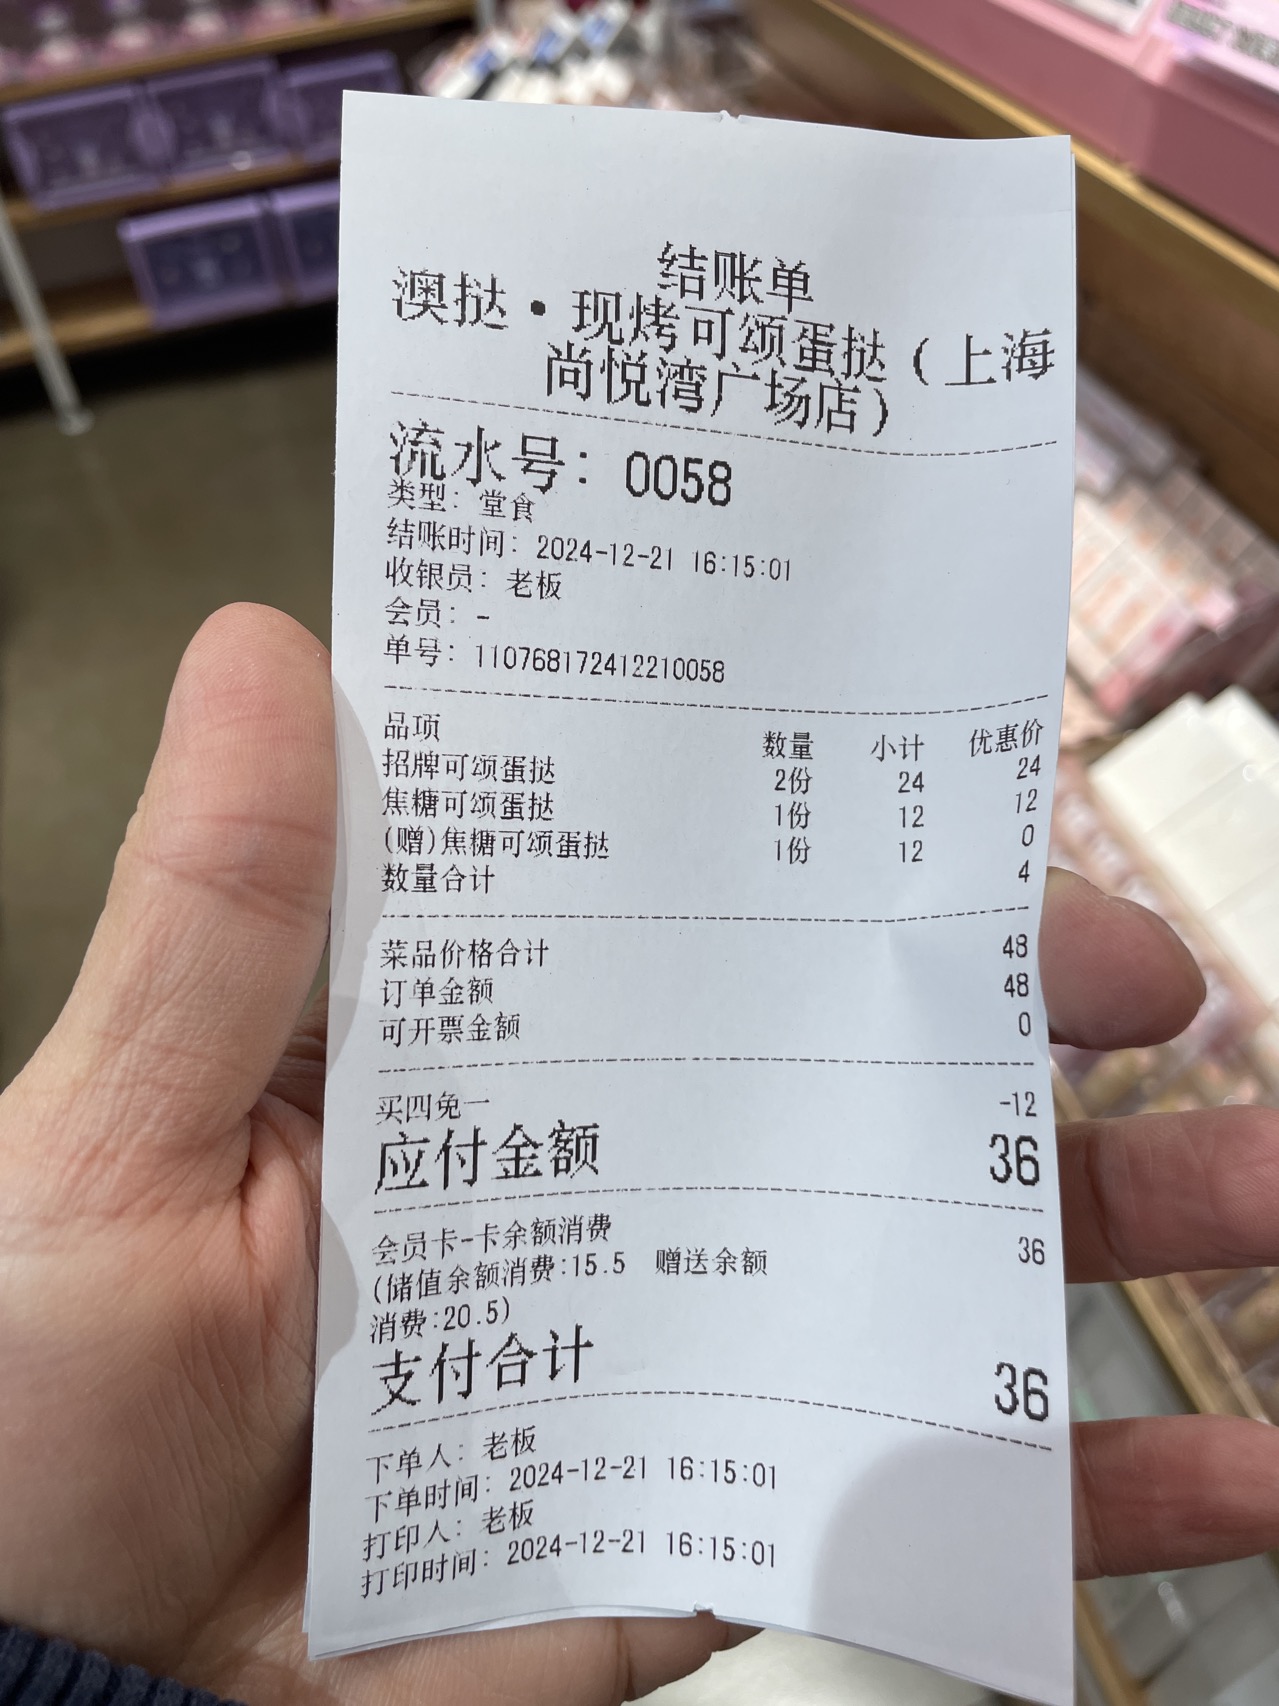 结账单
澳挞·现烤可颂蛋挞（上海
尚悦湾广场店）
流水号：0058
类型：堂食
结账时间：2024-12-21 16:15:01
收银员：老板
会员：-
单号：110768172412210058
品项 数量 小计 优惠价
招牌可颂蛋挞 2份 24 24
焦糖可颂蛋挞 1份 12 12
(赠)焦糖可颂蛋挞 1份 12 0
数量合计 4
菜品价格合计 48
订单金额 48
可开票金额 0
买四免一 -12
应付金额 36
会员卡-卡余额消费 36
(储值余额消费:15.5 赠送余额
消费:20.5)
支付合计 36
下单人：老板
下单时间：2024-12-21 16:15:01
打印人：老板
打印时间：2024-12-21 16:15:01